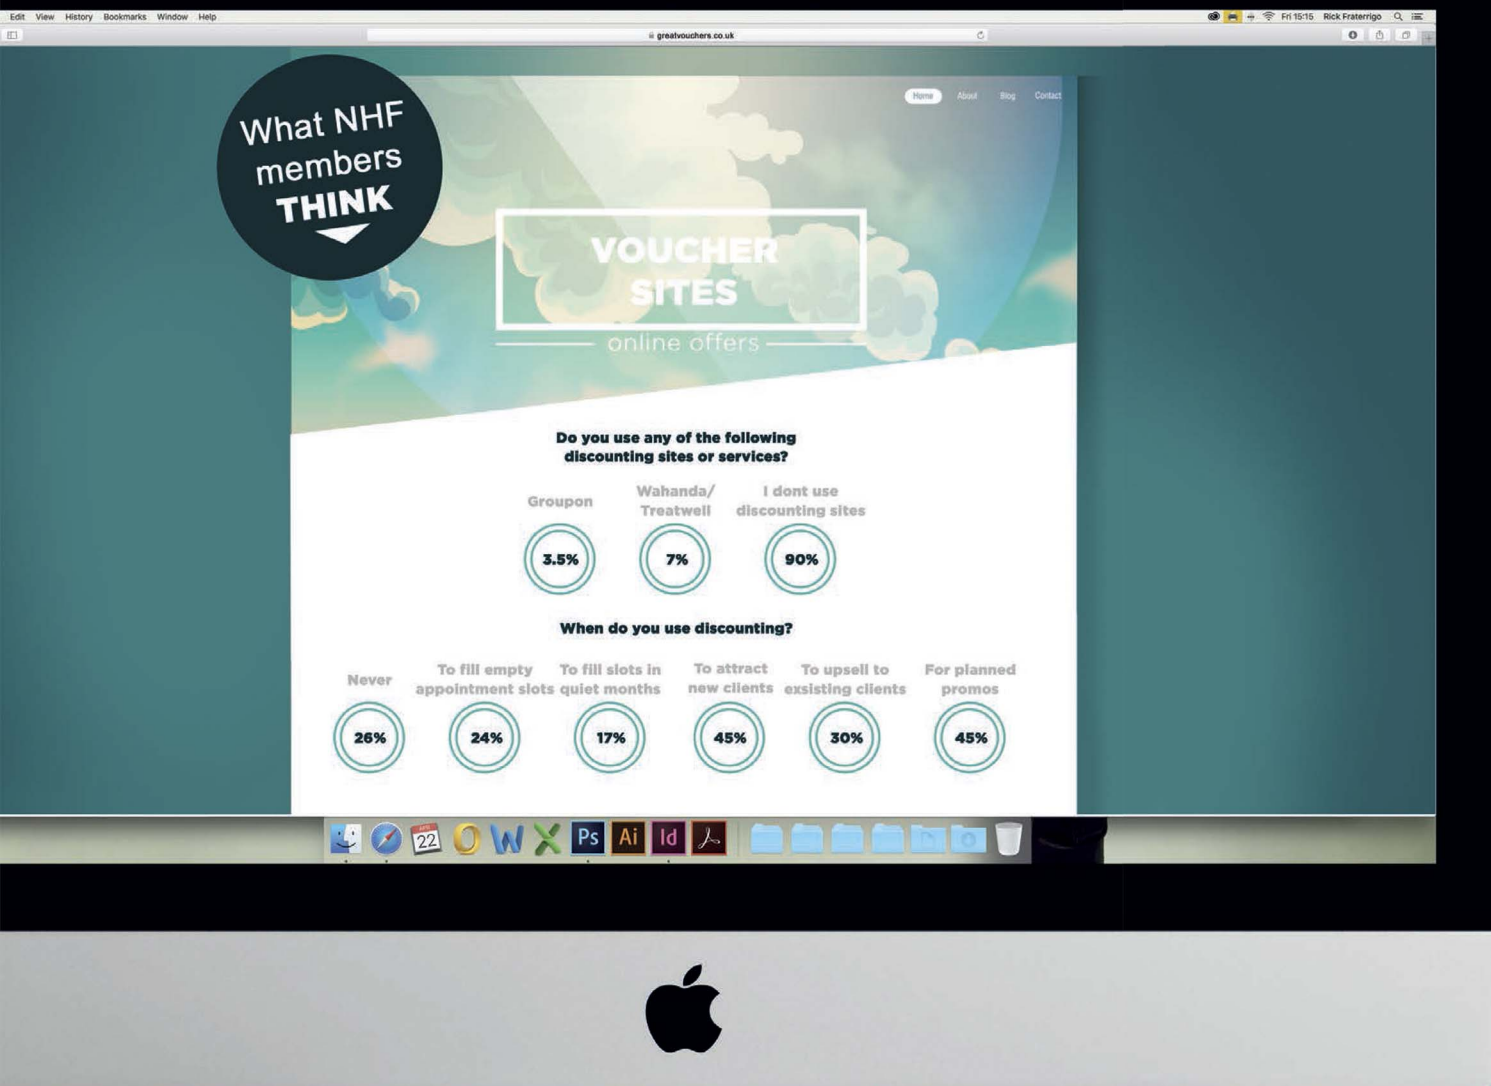 Edit View History Bookmarks Window Help
Fri 15:15 Rick Fraterrigo
greatvouchers.co.uk
What NHF
members
THINK
Home About Blog Contact
VOUCHER
SITES
online offers
Do you use any of the following
discounting sites or services?
Groupon
Wahanda/
Treatwell
I dont use
discounting sites
3.5% 7% 90%
When do you use discounting?
Never
To fill empty
appointment slots
To fill slots in
quiet months
To attract
new clients
To upsell to
exsisting clients
For planned
promos
26% 24% 17% 45% 30% 45%
APR
22
Ps Ai Id